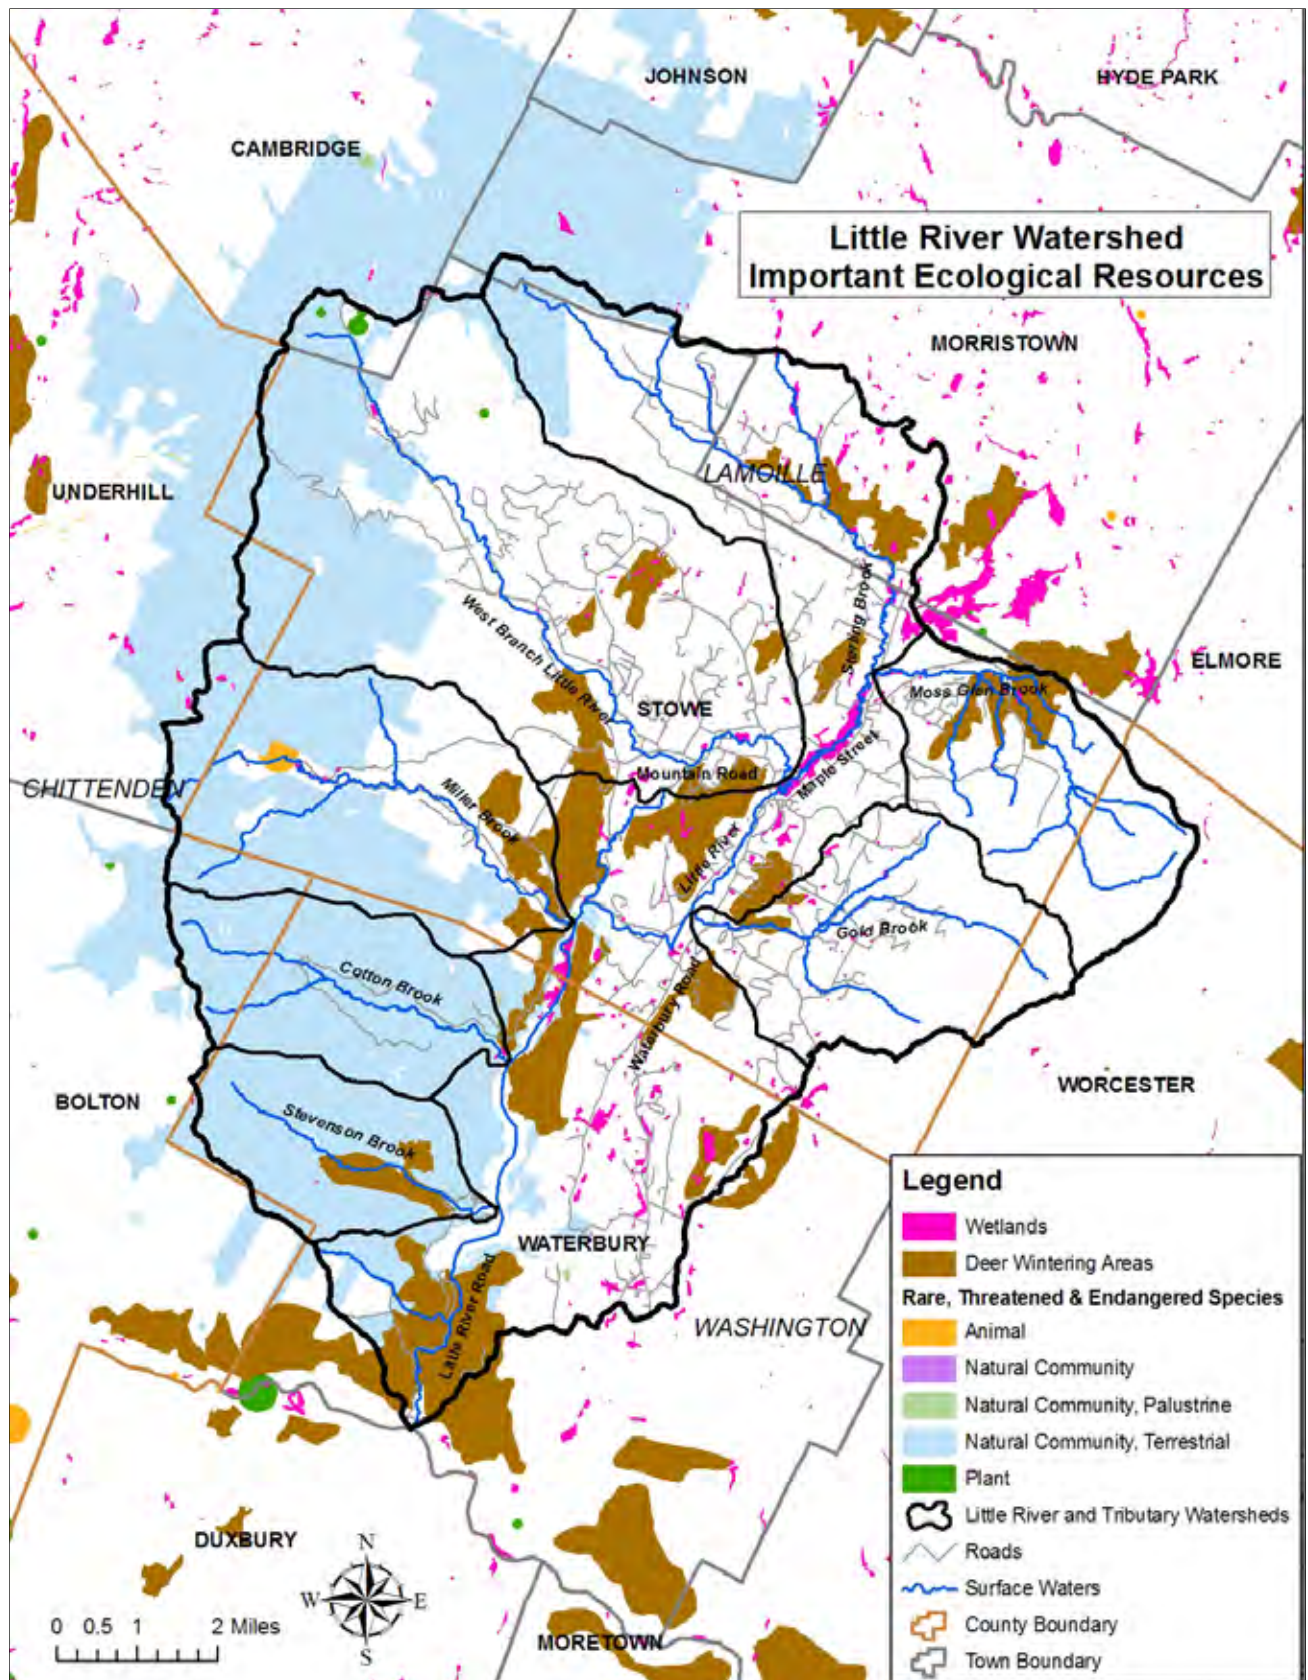 JOHNSON
HYDE PARK
CAMBRIDGE
Little River Watershed
Important Ecological Resources
MORRISTOWN
LAMOILLE
UNDERHILL
Sterling Brook
West Branch Little River
ELMORE
Moss Glen Brook
STOWE
Mountain Road
Maple Street
CHITTENDEN
Miller Brook
Little River
Gold Brook
Cotton Brook
Waterbury Road
WORCESTER
BOLTON
Stevenson Brook
WATERBURY
Little River Road
WASHINGTON
DUXBURY
MORETOWN
N
W
E
S
0 0.5 1 2 Miles
Legend
Wetlands
Deer Wintering Areas
Rare, Threatened & Endangered Species
Animal
Natural Community
Natural Community, Palustrine
Natural Community, Terrestrial
Plant
Little River and Tributary Watersheds
Roads
Surface Waters
County Boundary
Town Boundary